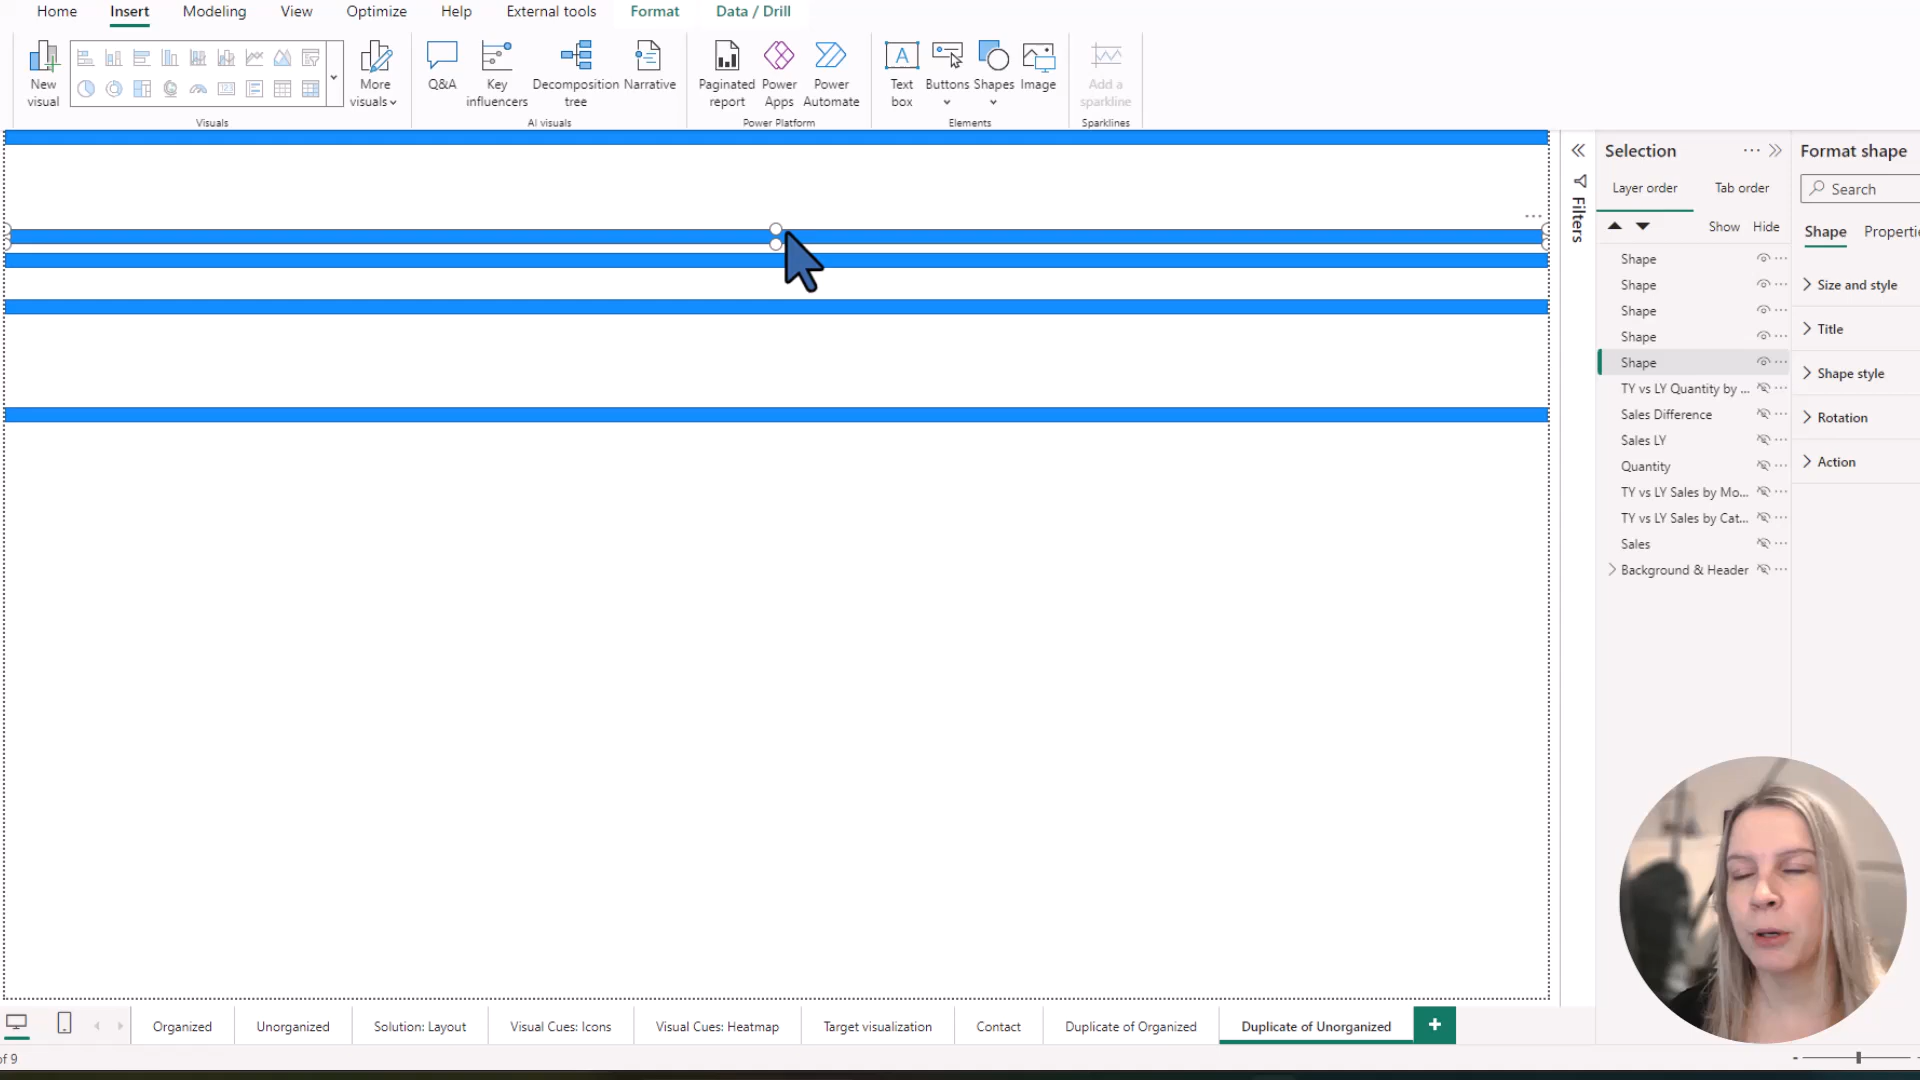 Home Insert Modeling View Optimize Help External tools Format Data / Drill
New visual
More visuals
Visuals
Q&A
Key influencers
Decomposition tree
Narrative
AI visuals
Paginated report
Power Apps
Power Automate
Power Platform
Text box
Buttons
Shapes
Image
Elements
Add a sparkline
Sparklines
Filters
Selection
Layer order Tab order
Show Hide
Shape
Shape
Shape
Shape
Shape
TY vs LY Quantity by ...
Sales Difference
Sales LY
Quantity
TY vs LY Sales by Mo...
TY vs LY Sales by Cat...
Sales
Background & Header
Format shape
Search
Shape Properti
Size and style
Title
Shape style
Rotation
Action
Organized Unorganized Solution: Layout Visual Cues: Icons Visual Cues: Heatmap Target visualization Contact Duplicate of Organized Duplicate of Unorganized
of 9